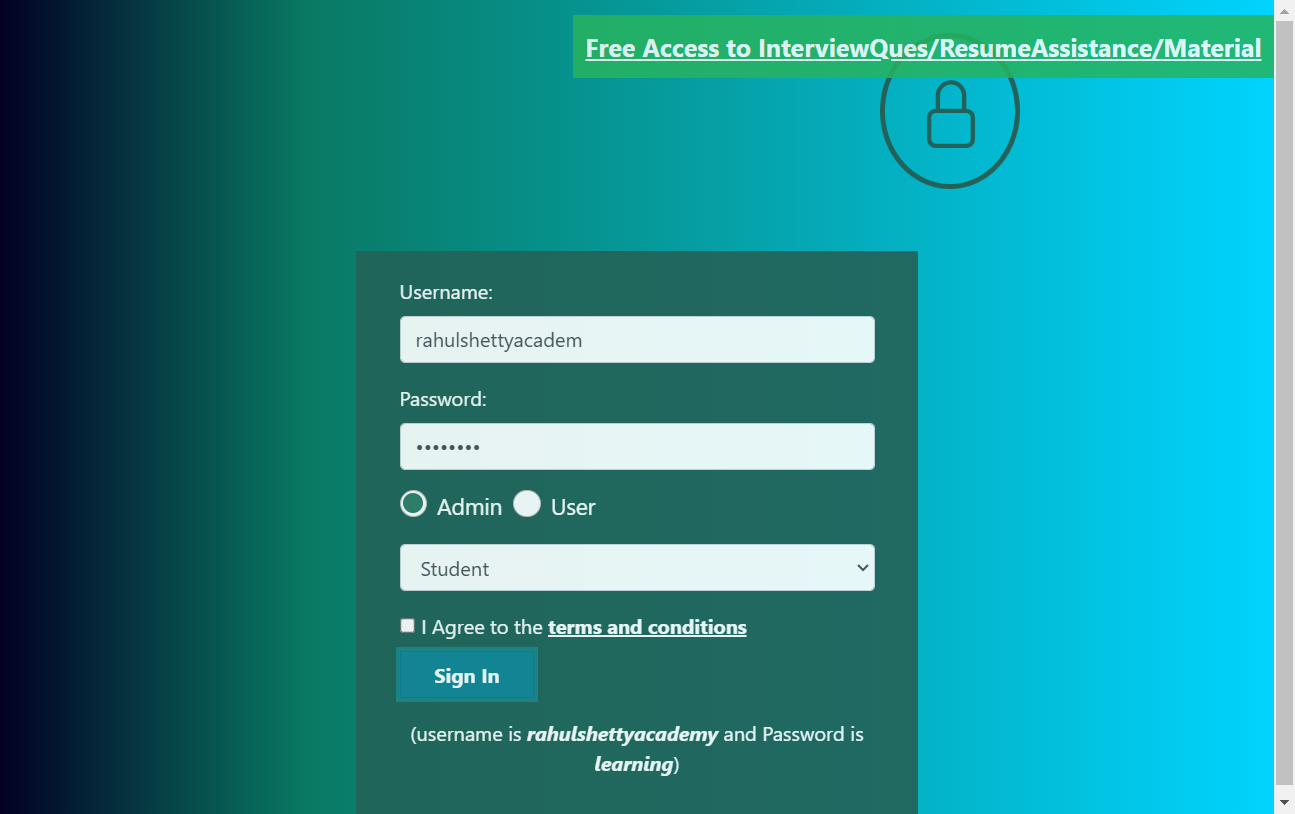 Free Access to InterviewQues/ResumeAssistance/Material
Username:
rahulshettyacadem
Password:
••••••••
Admin User
Student
I Agree to the terms and conditions
Sign In
(username is rahulshettyacademy and Password is
learning)